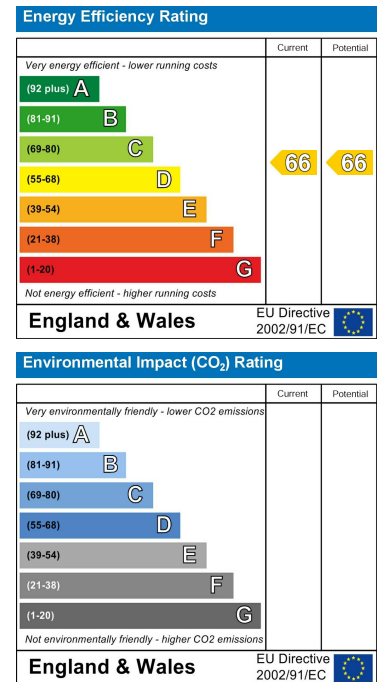 Energy Efficiency Rating
Current Potential
Very energy efficient - lower running costs
(92 plus) A
(81-91) B
(69-80) C
(55-68) D
(39-54) E
(21-38) F
(1-20) G
66 66
Not energy efficient - higher running costs
England & Wales
EU Directive
2002/91/EC
Environmental Impact (CO₂) Rating
Current Potential
Very environmentally friendly - lower CO2 emissions
(92 plus) A
(81-91) B
(69-80) C
(55-68) D
(39-54) E
(21-38) F
(1-20) G
Not environmentally friendly - higher CO2 emissions
England & Wales
EU Directive
2002/91/EC